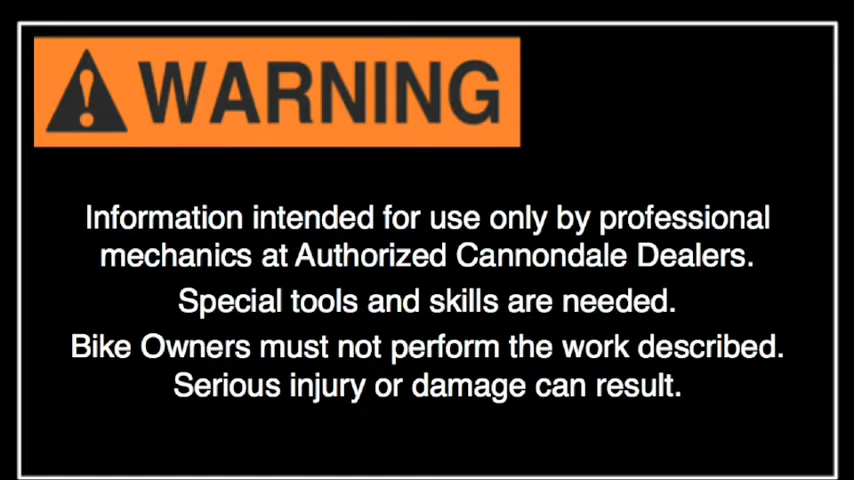 WARNING
Information intended for use only by professional
mechanics at Authorized Cannondale Dealers.
Special tools and skills are needed.
Bike Owners must not perform the work described.
Serious injury or damage can result.